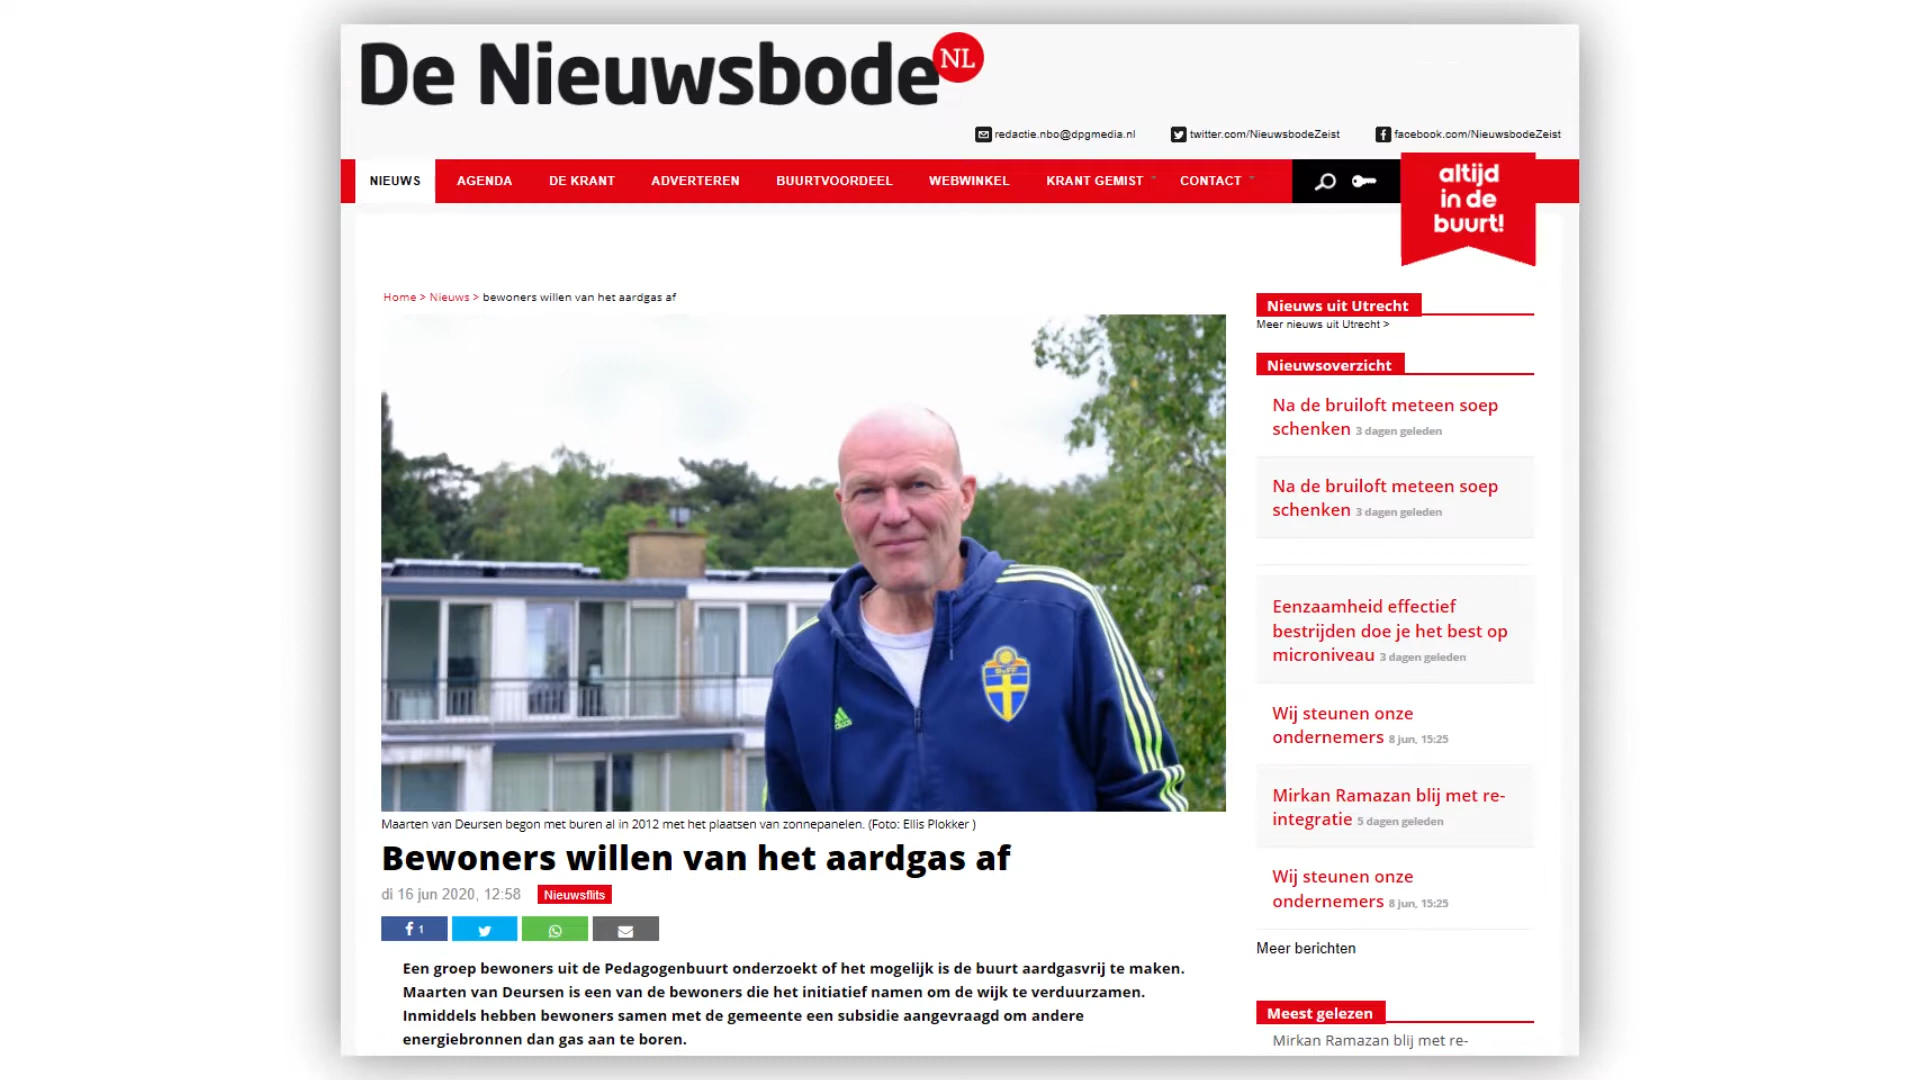 De Nieuwsbode NL
redactie.nbo@dpgmedia.nl twitter.com/NieuwsbodeZeist facebook.com/NieuwsbodeZeist
NIEUWS AGENDA DE KRANT ADVERTEREN BUURTVOORDEEL WEBWINKEL KRANT GEMIST CONTACT
altijd
in de
buurt!
Home > Nieuws > bewoners willen van het aardgas af
Maarten van Deursen begon met buren al in 2012 met het plaatsen van zonnepanelen. (Foto: Ellis Plokker )
Bewoners willen van het aardgas af
di 16 jun 2020, 12:58 Nieuwsflits
1
Een groep bewoners uit de Pedagogenbuurt onderzoekt of het mogelijk is de buurt aardgasvrij te maken.
Maarten van Deursen is een van de bewoners die het initiatief namen om de wijk te verduurzamen.
Inmiddels hebben bewoners samen met de gemeente een subsidie aangevraagd om andere
energiebronnen dan gas aan te boren.
Nieuws uit Utrecht
Meer nieuws uit Utrecht >
Nieuwsoverzicht
Na de bruiloft meteen soep
schenken 3 dagen geleden
Na de bruiloft meteen soep
schenken 3 dagen geleden
Eenzaamheid effectief
bestrijden doe je het best op
microniveau 3 dagen geleden
Wij steunen onze
ondernemers 8 jun, 15:25
Mirkan Ramazan blij met re-
integratie 5 dagen geleden
Wij steunen onze
ondernemers 8 jun, 15:25
Meer berichten
Meest gelezen
Mirkan Ramazan blij met re-